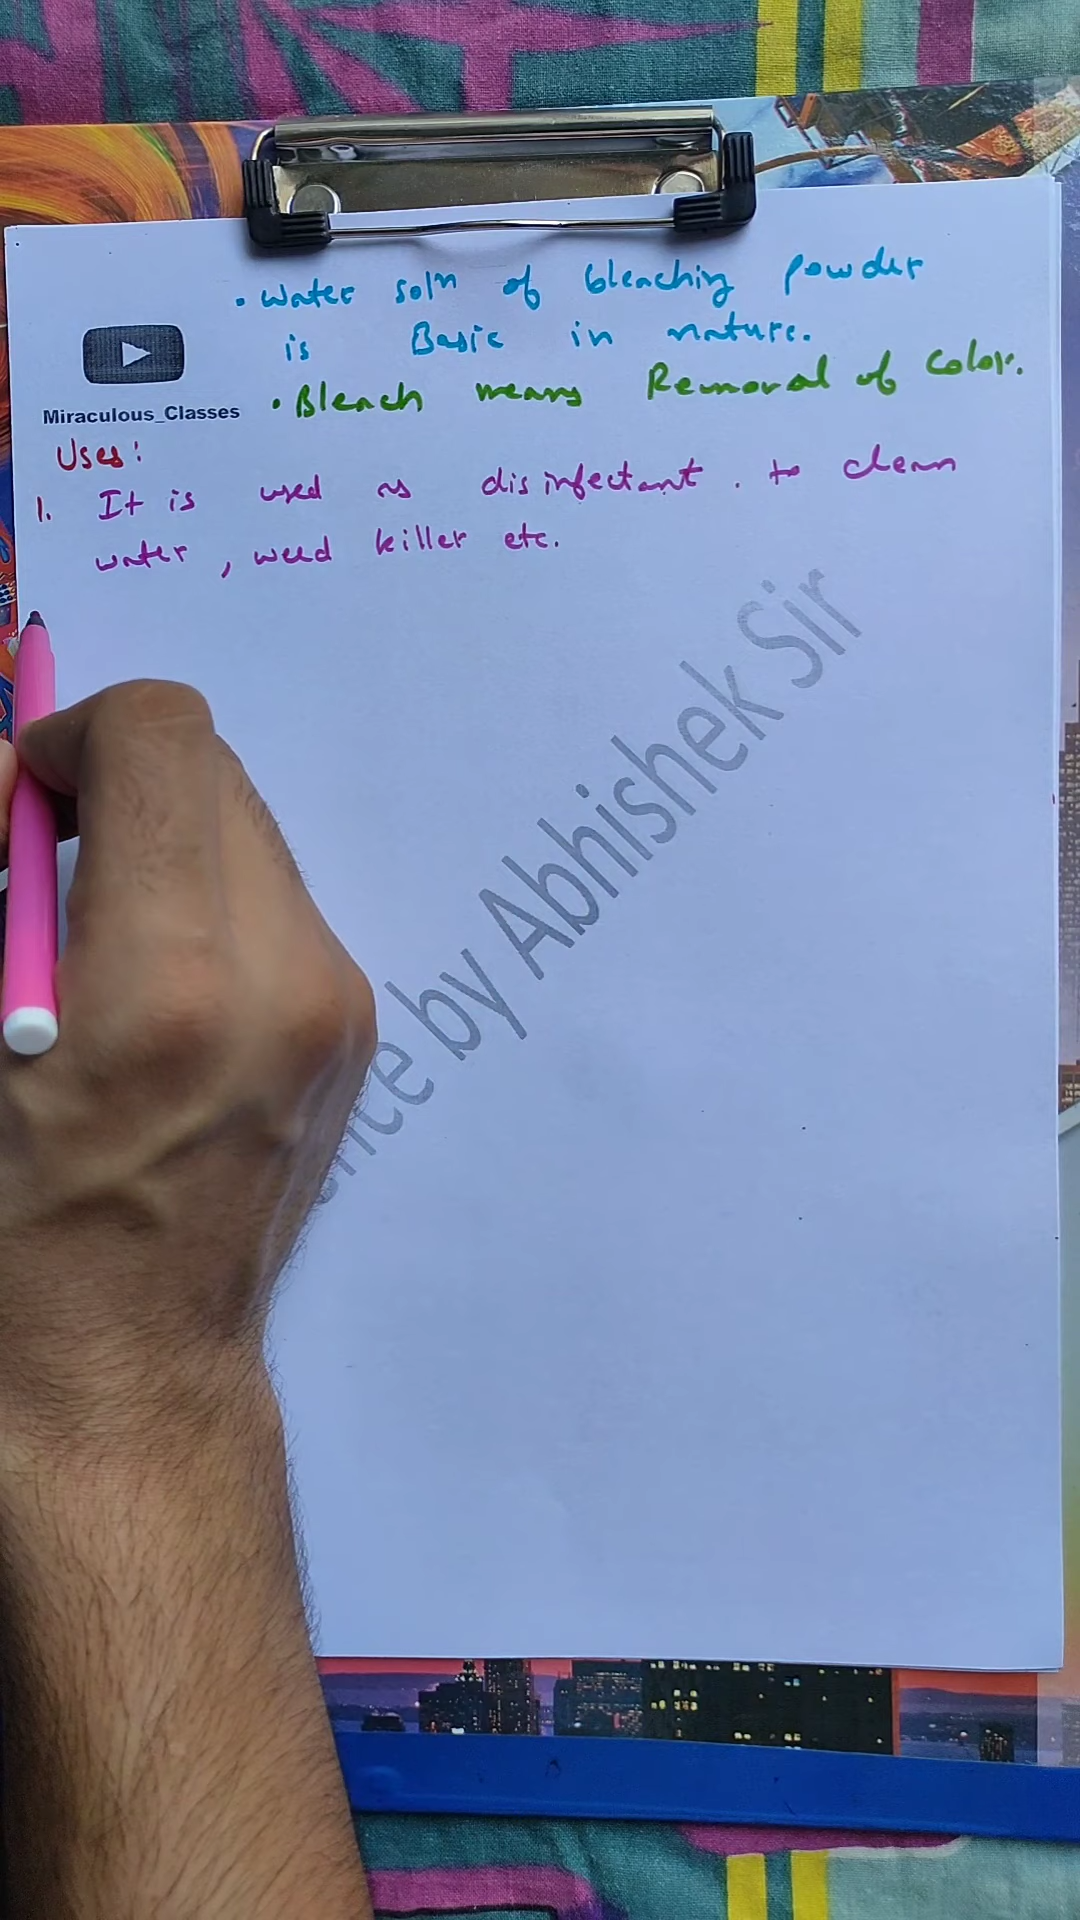 • Water solⁿ of bleaching powder
is Basic in nature.
• Bleach means Removal of Color.
Miraculous_Classes
Uses:
1. It is used as disinfectant. to clean
water, weed killer etc.
by Abhishek Sir